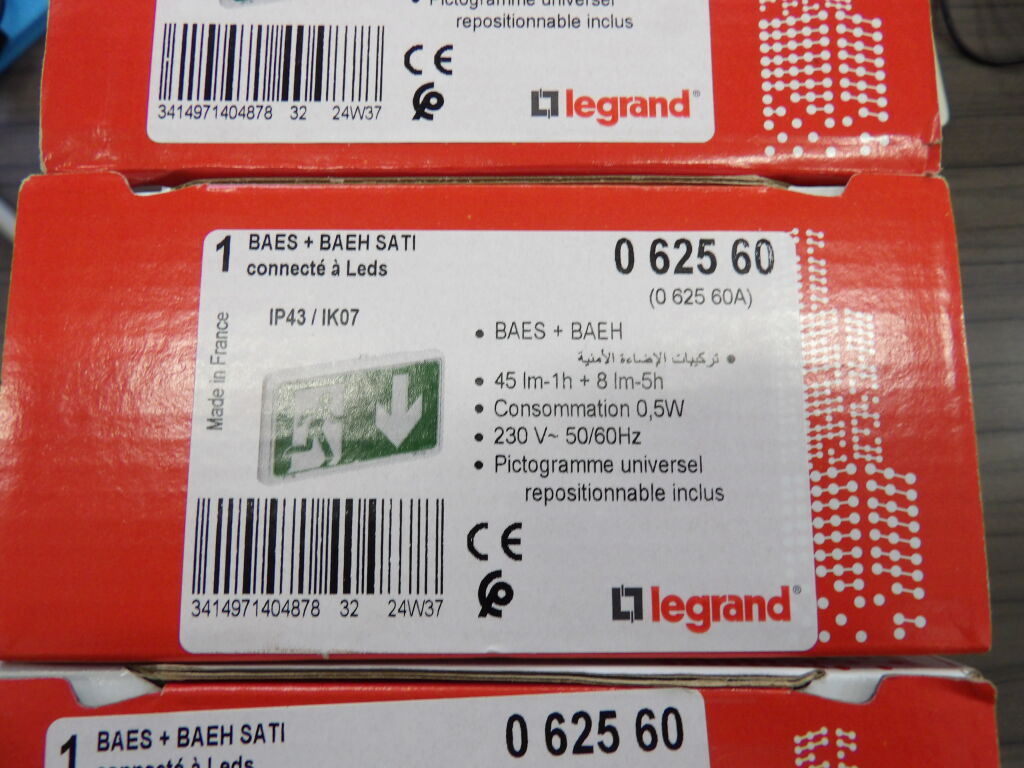 Pictogramme universel
repositionnable inclus
3414971404878 32 24W37
CE
legrand®
1 BAES + BAEH SATI
connecté à Leds
0 625 60
(0 625 60A)
IP43 / IK07
Made in France
• BAES + BAEH
• تركيبات الإضاءة الأمنية
• 45 lm-1h + 8 lm-5h
• Consommation 0,5W
• 230 V~ 50/60Hz
• Pictogramme universel
repositionnable inclus
3414971404878 32 24W37
CE
legrand®
1 BAES + BAEH SATI
connecté à Leds
0 625 60